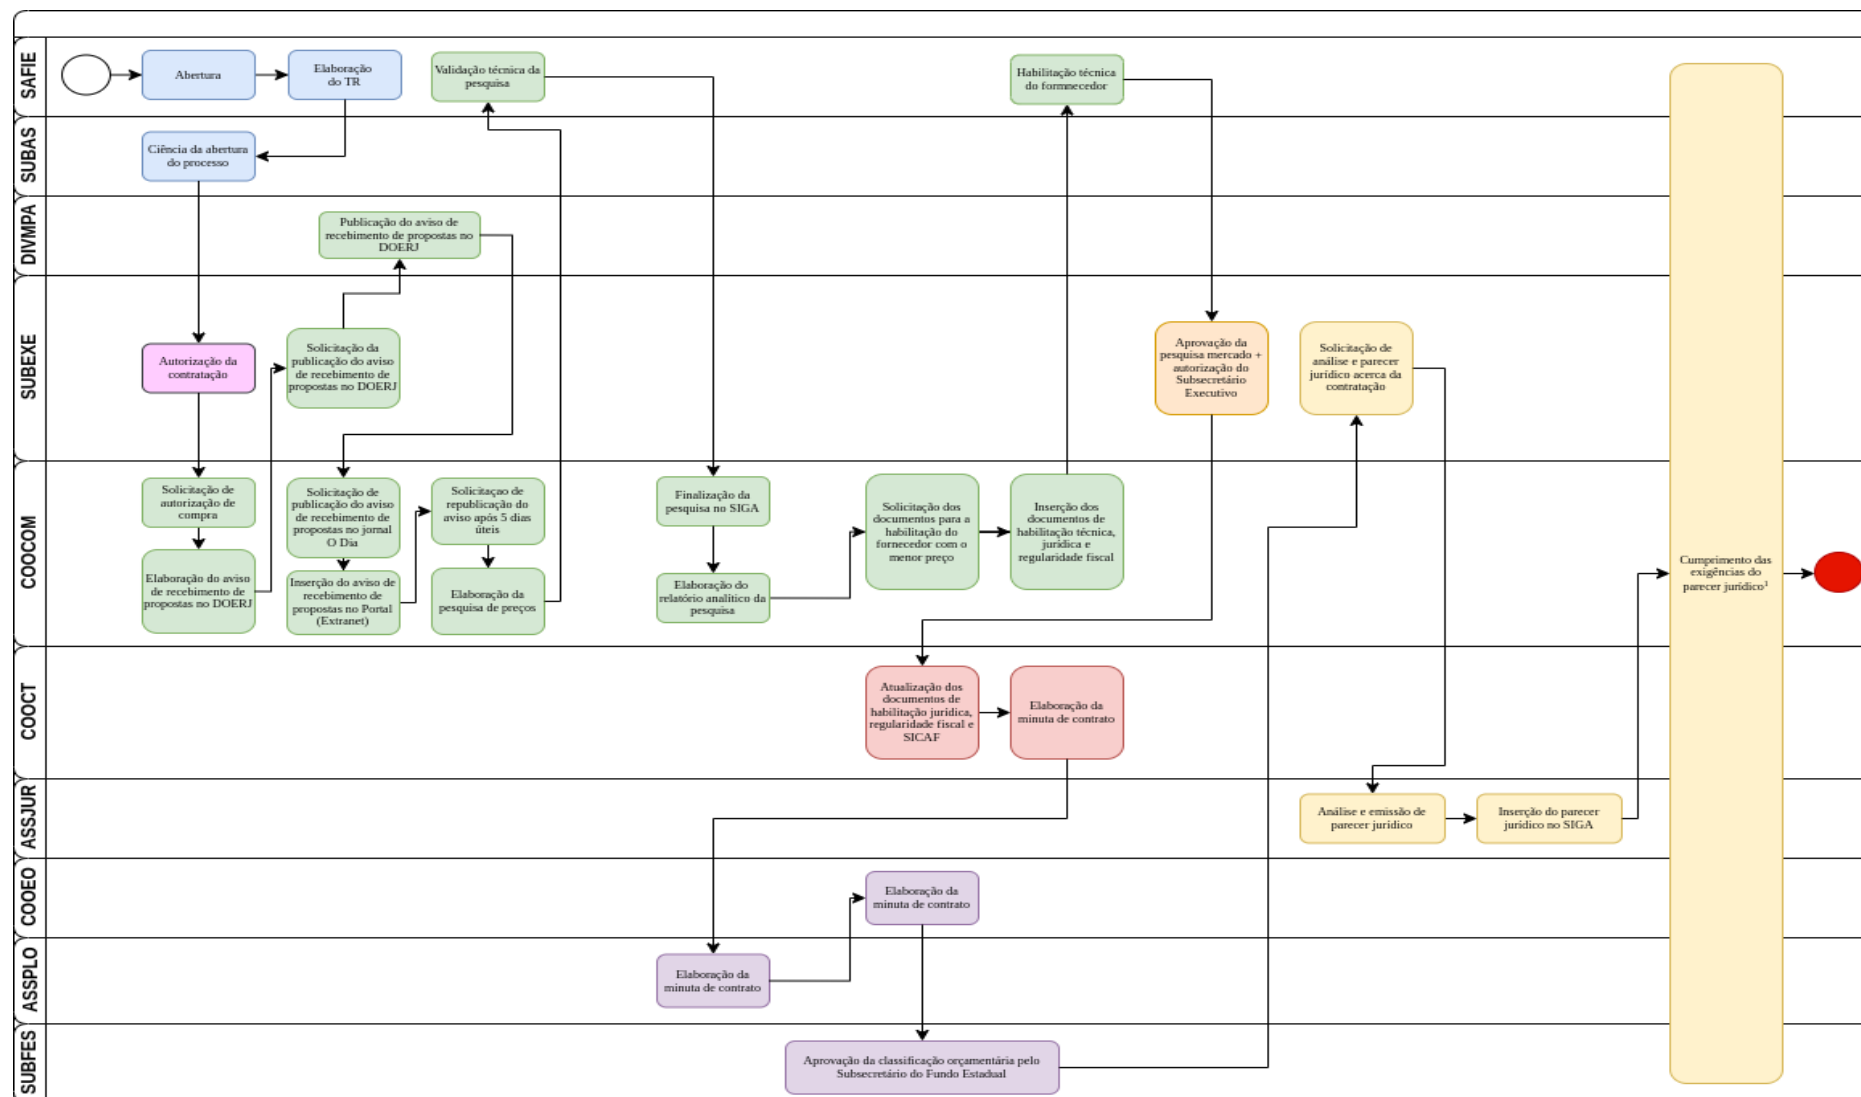 SAFIE
Abertura
Elaboração
do TR
Validação técnica da
pesquisa
Habilitação técnica
do formnecedor
SUBAS
Ciência da abertura
do processo
DIVMPA
Publicação do aviso de
recebimento de propostas no
DOERJ
SUBEXE
Autorização da
contratação
Solicitação da
publicação do aviso
de recebimento de
propostas no DOERJ
Aprovação da
pesquisa mercado +
autorização do
Subsecretário
Executivo
Solicitação de
análise e parecer
jurídico acerca da
contratação
COCOM
Solicitação de
autorização de
compra
Elaboração do aviso
de recebimento de
propostas no DOERJ
Solicitação de
publicação do aviso
de recebimento de
propostas no jornal
O Dia
Inserção do aviso de
recebimento de
propostas no Portal
(Extranet)
Solicitaçao de
republicação do
aviso após 5 dias
úteis
Elaboração da
pesquisa de preços
Finalização da
pesquisa no SIGA
Elaboração do
relatório analítico da
pesquisa
Solicitação dos
documentos para a
habilitação do
fornecedor com o
menor preço
Inserção dos
documentos de
habilitação técnica,
jurídica e
regularidade fiscal
Cumprimento das
exigências do
parecer jurídico¹
COOCT
Atualização dos
documentos de
habilitação jurídica,
regularidade fiscal e
SICAF
Elaboração da
minuta de contrato
ASSJUR
Análise e emissão de
parecer jurídico
Inserção do parecer
jurídico no SIGA
COOEO
Elaboração da
minuta de contrato
ASSPLO
Elaboração da
minuta de contrato
SUBFES
Aprovação da classificação orçamentária pelo
Subsecretário do Fundo Estadual